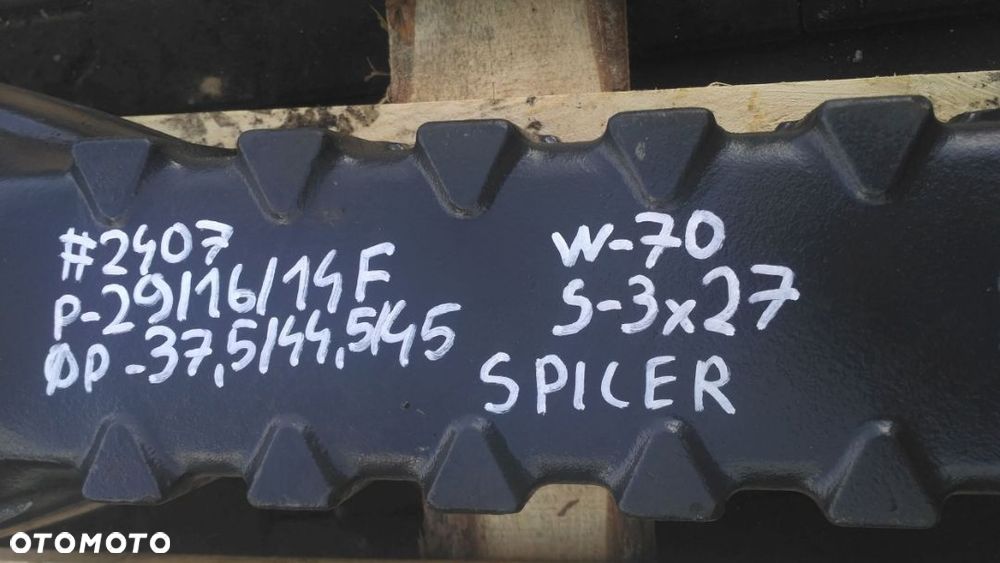 #2407
P-29/16/14F
ØP-37,5/44,5/45
W-70
S-3x27
SPICER
OTOMOTO